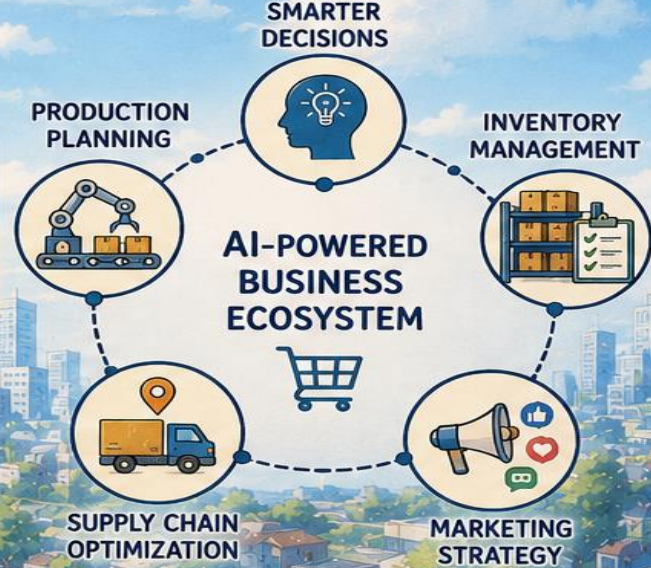 SMARTER
DECISIONS
PRODUCTION
PLANNING
INVENTORY
MANAGEMENT
AI-POWERED
BUSINESS
ECOSYSTEM
SUPPLY CHAIN
OPTIMIZATION
MARKETING
STRATEGY